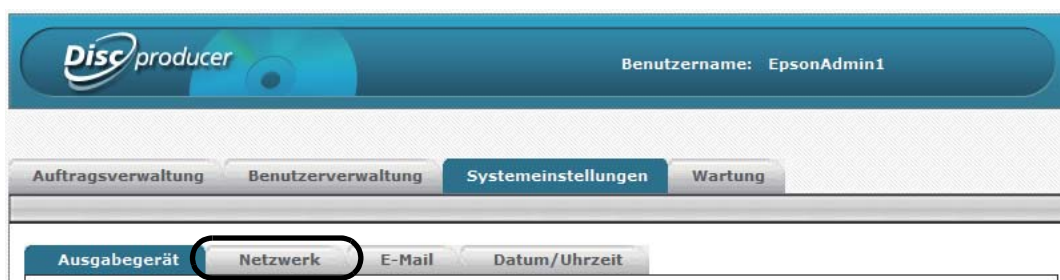 Disc producer
Benutzername: EpsonAdmin1
Auftragsverwaltung Benutzerverwaltung Systemeinstellungen Wartung
Ausgabegerät Netzwerk E-Mail Datum/Uhrzeit